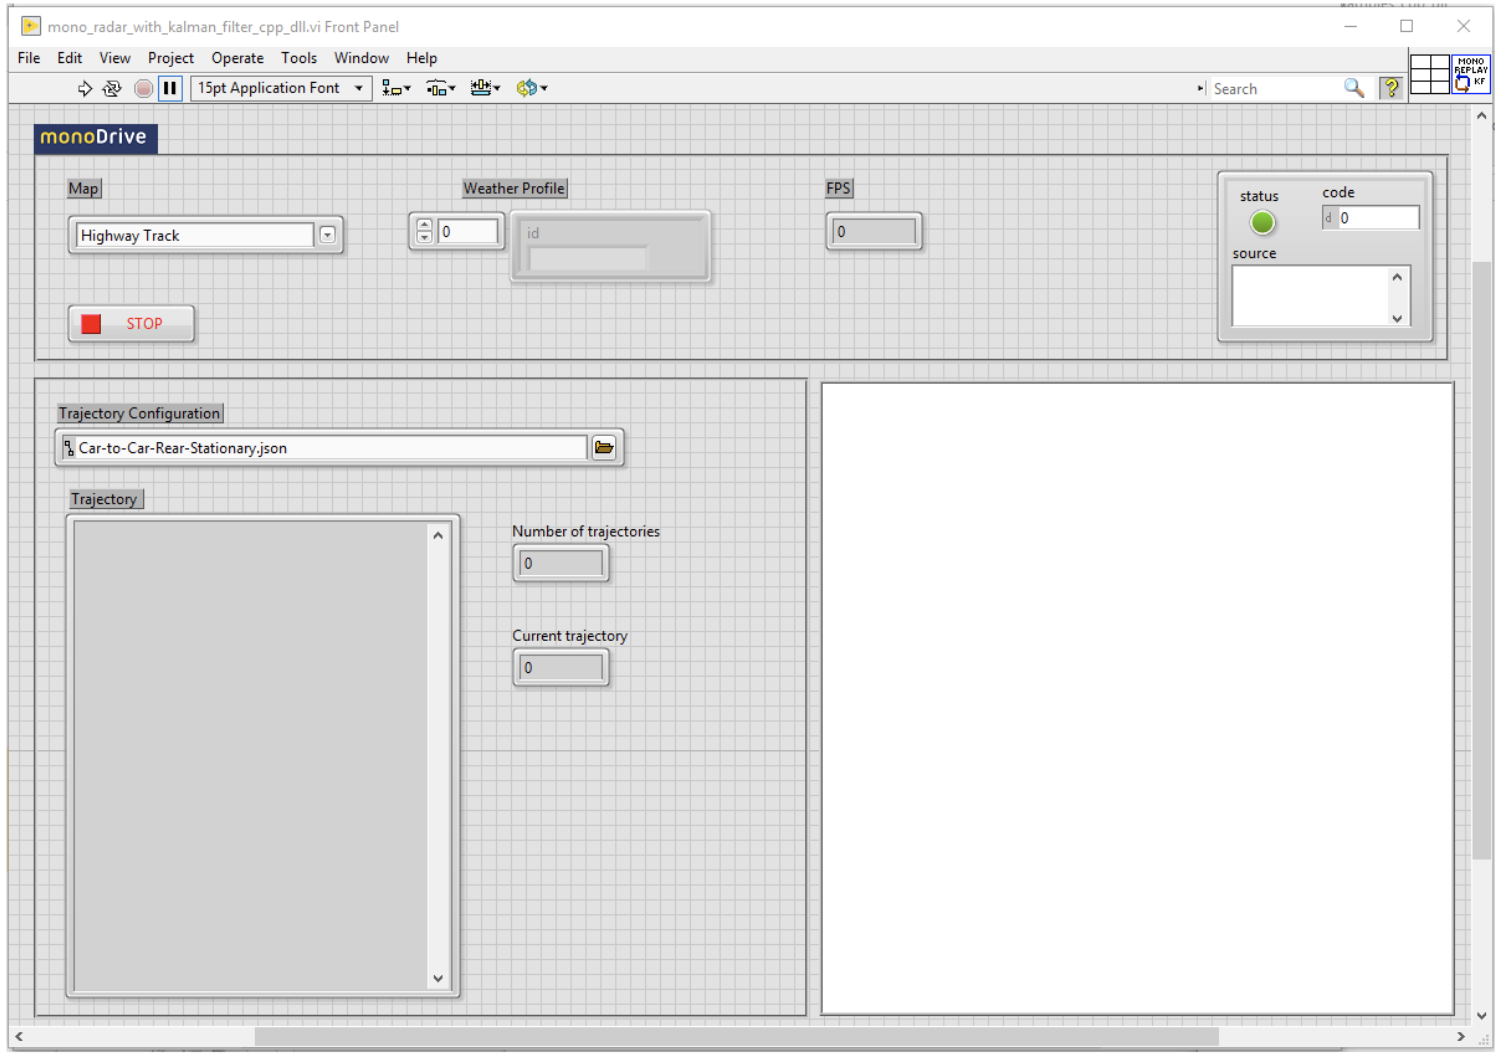 mono_radar_with_kalman_filter_cpp_dll.vi Front Panel
File Edit View Project Operate Tools Window Help
15pt Application Font
Search
MONO
REPLAY
KF
monoDrive
Map
Weather Profile
FPS
status
code
Highway Track
0
id
0
d 0
source
STOP
Trajectory Configuration
Car-to-Car-Rear-Stationary.json
Trajectory
Number of trajectories
0
Current trajectory
0